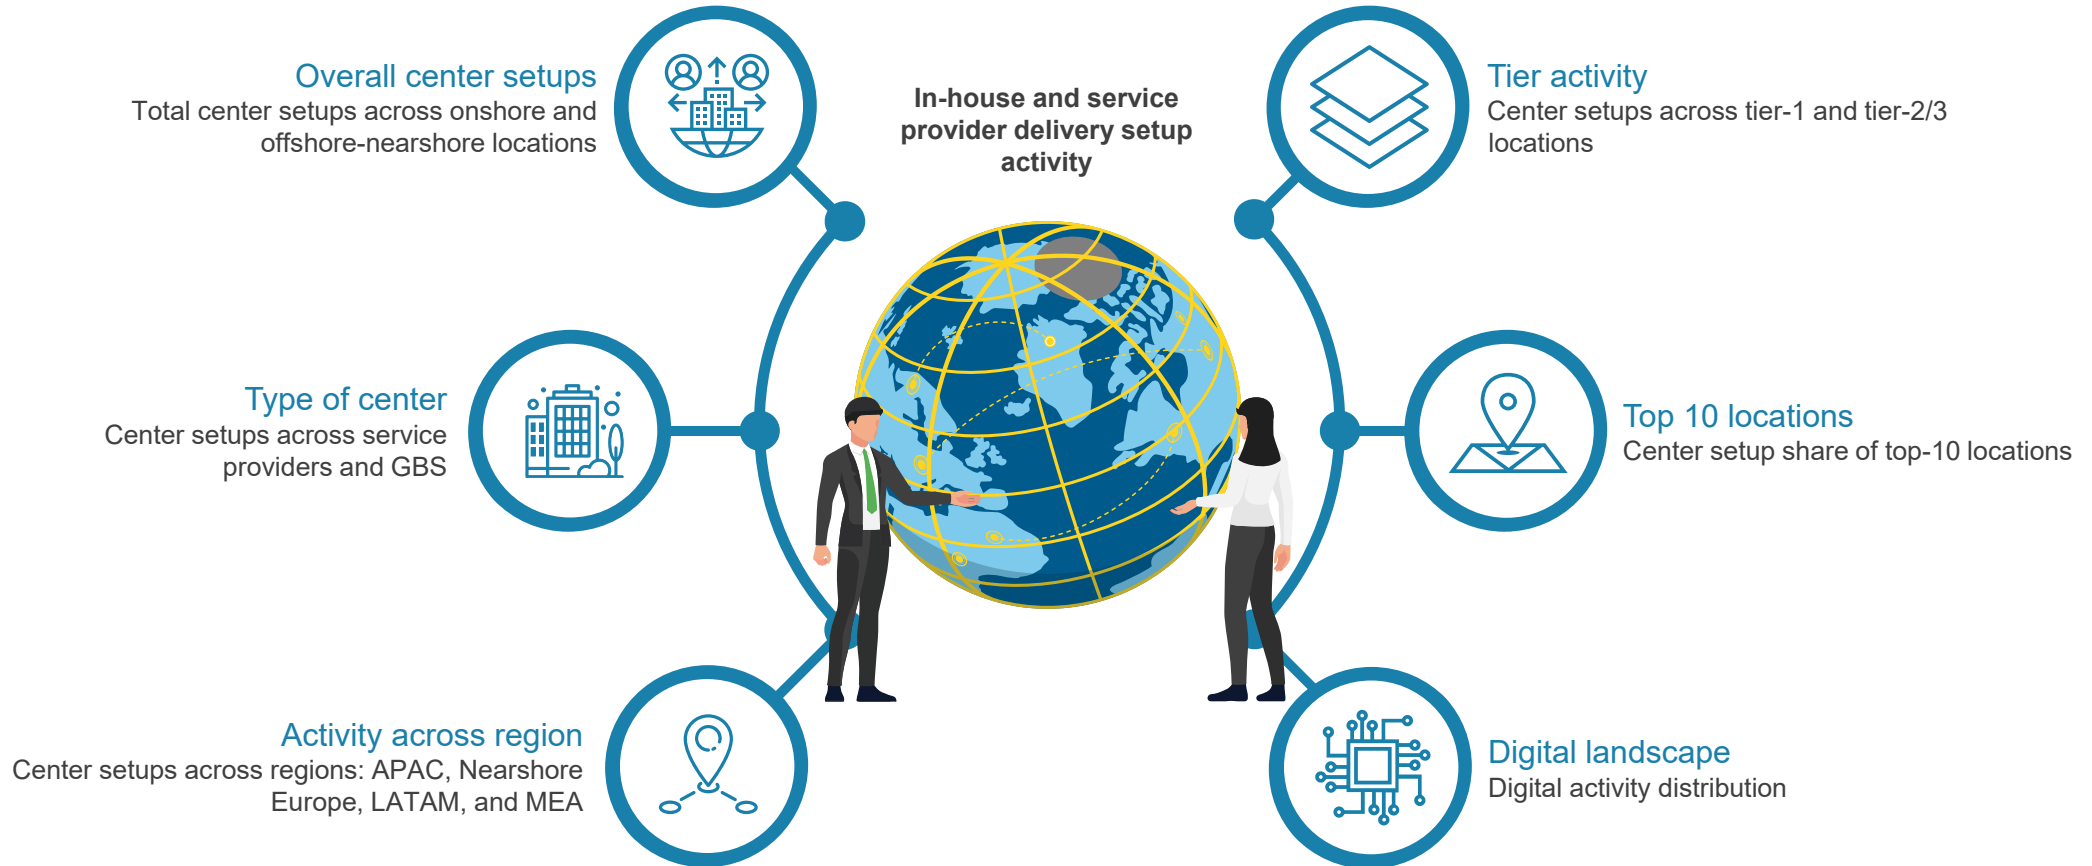 In-house and service
provider delivery setup
activity
Overall center setups
Total center setups across onshore and
offshore-nearshore locations
Type of center
Center setups across service
providers and GBS
Activity across region
Center setups across regions: APAC, Nearshore
Europe, LATAM, and MEA
Tier activity
Center setups across tier-1 and tier-2/3
locations
Top 10 locations
Center setup share of top-10 locations
Digital landscape
Digital activity distribution